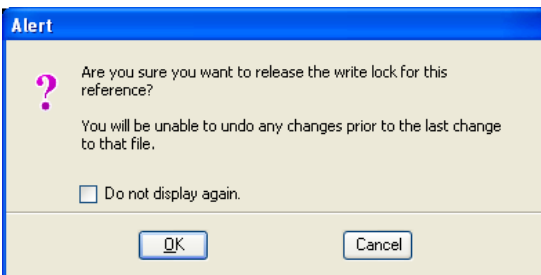 Alert
Are you sure you want to release the write lock for this
reference?
You will be unable to undo any changes prior to the last change
to that file.
Do not display again.
OK
Cancel